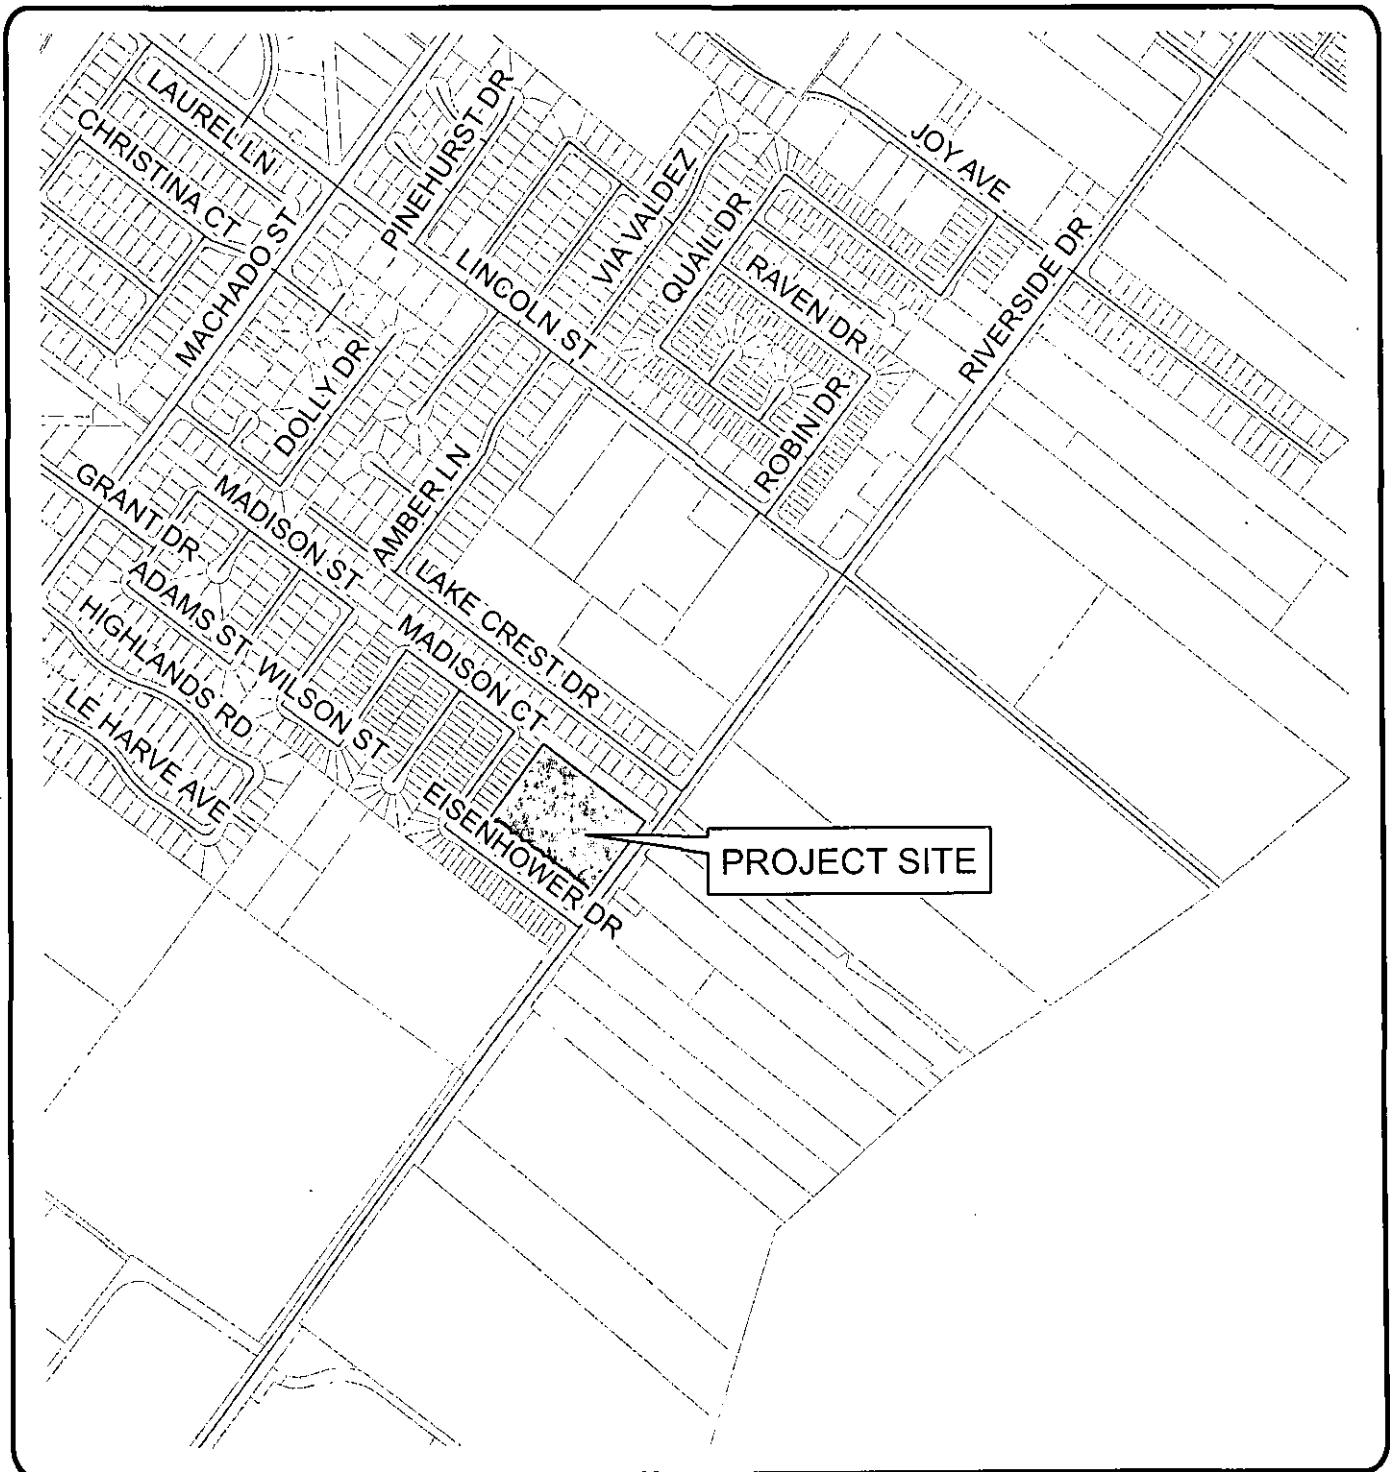 LAUREL LN
CHRISTINA CT
PINEHURST DR
MACHADO ST
LINCOLN ST
VIA VALDEZ
QUAIL DR
JOY AVE
RAVEN DR
RIVERSIDE DR
ROBIN DR
DOLLY DR
AMBER LN
GRANT DR
MADISON ST
ADAMS ST
LAKE CREST DR
HIGHLANDS RD
WILSON ST
MADISON CT
LE HARVE AVE
EISENHOWER DR
PROJECT SITE